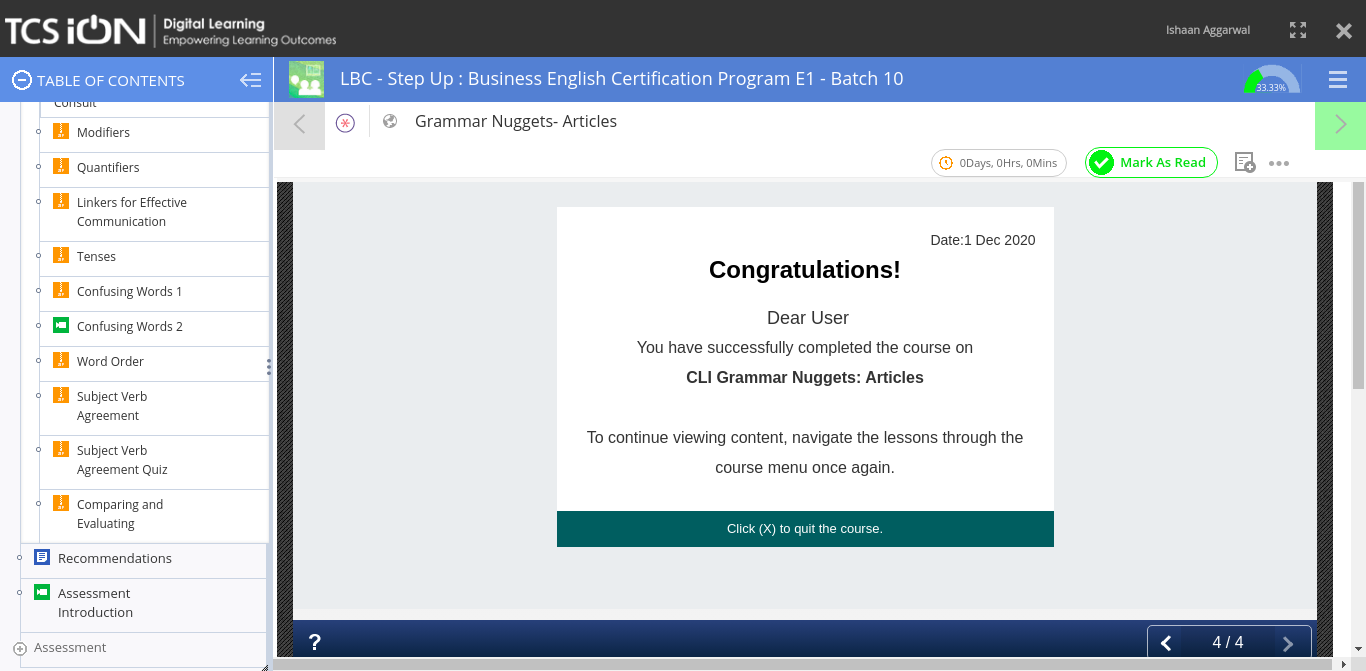 TCS iON Digital Learning
Empowering Learning Outcomes
Ishaan Aggarwal
TABLE OF CONTENTS
LBC - Step Up : Business English Certification Program E1 - Batch 10
33.33%
Consult
Modifiers
Quantifiers
Linkers for Effective
Communication
Tenses
Confusing Words 1
Confusing Words 2
Word Order
Subject Verb
Agreement
Subject Verb
Agreement Quiz
Comparing and
Evaluating
Recommendations
Assessment
Introduction
Assessment
Grammar Nuggets- Articles
0Days, 0Hrs, 0Mins
Mark As Read
Date:1 Dec 2020
Congratulations!
Dear User
You have successfully completed the course on
CLI Grammar Nuggets: Articles
To continue viewing content, navigate the lessons through the
course menu once again.
Click (X) to quit the course.
?
4 / 4